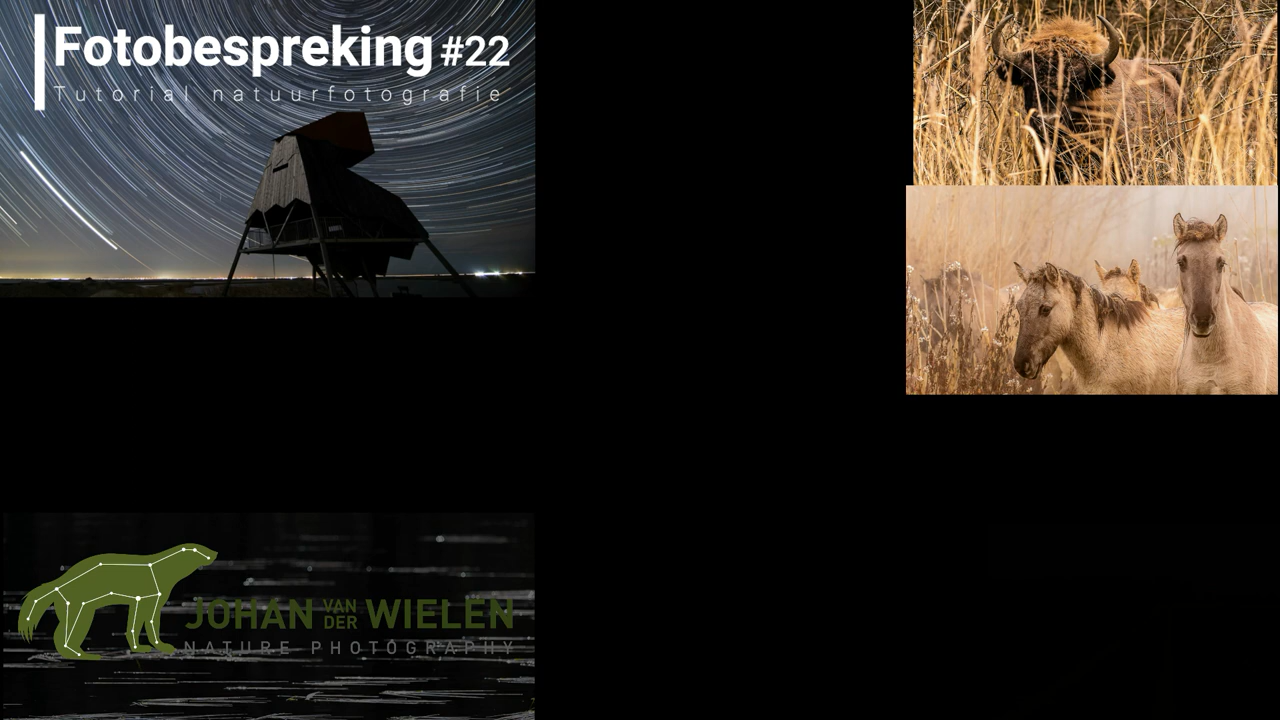 Fotobespreking #22
Tutorial natuurfotografie
JOHAN VAN DER WIELEN
NATURE PHOTOGRAPHY